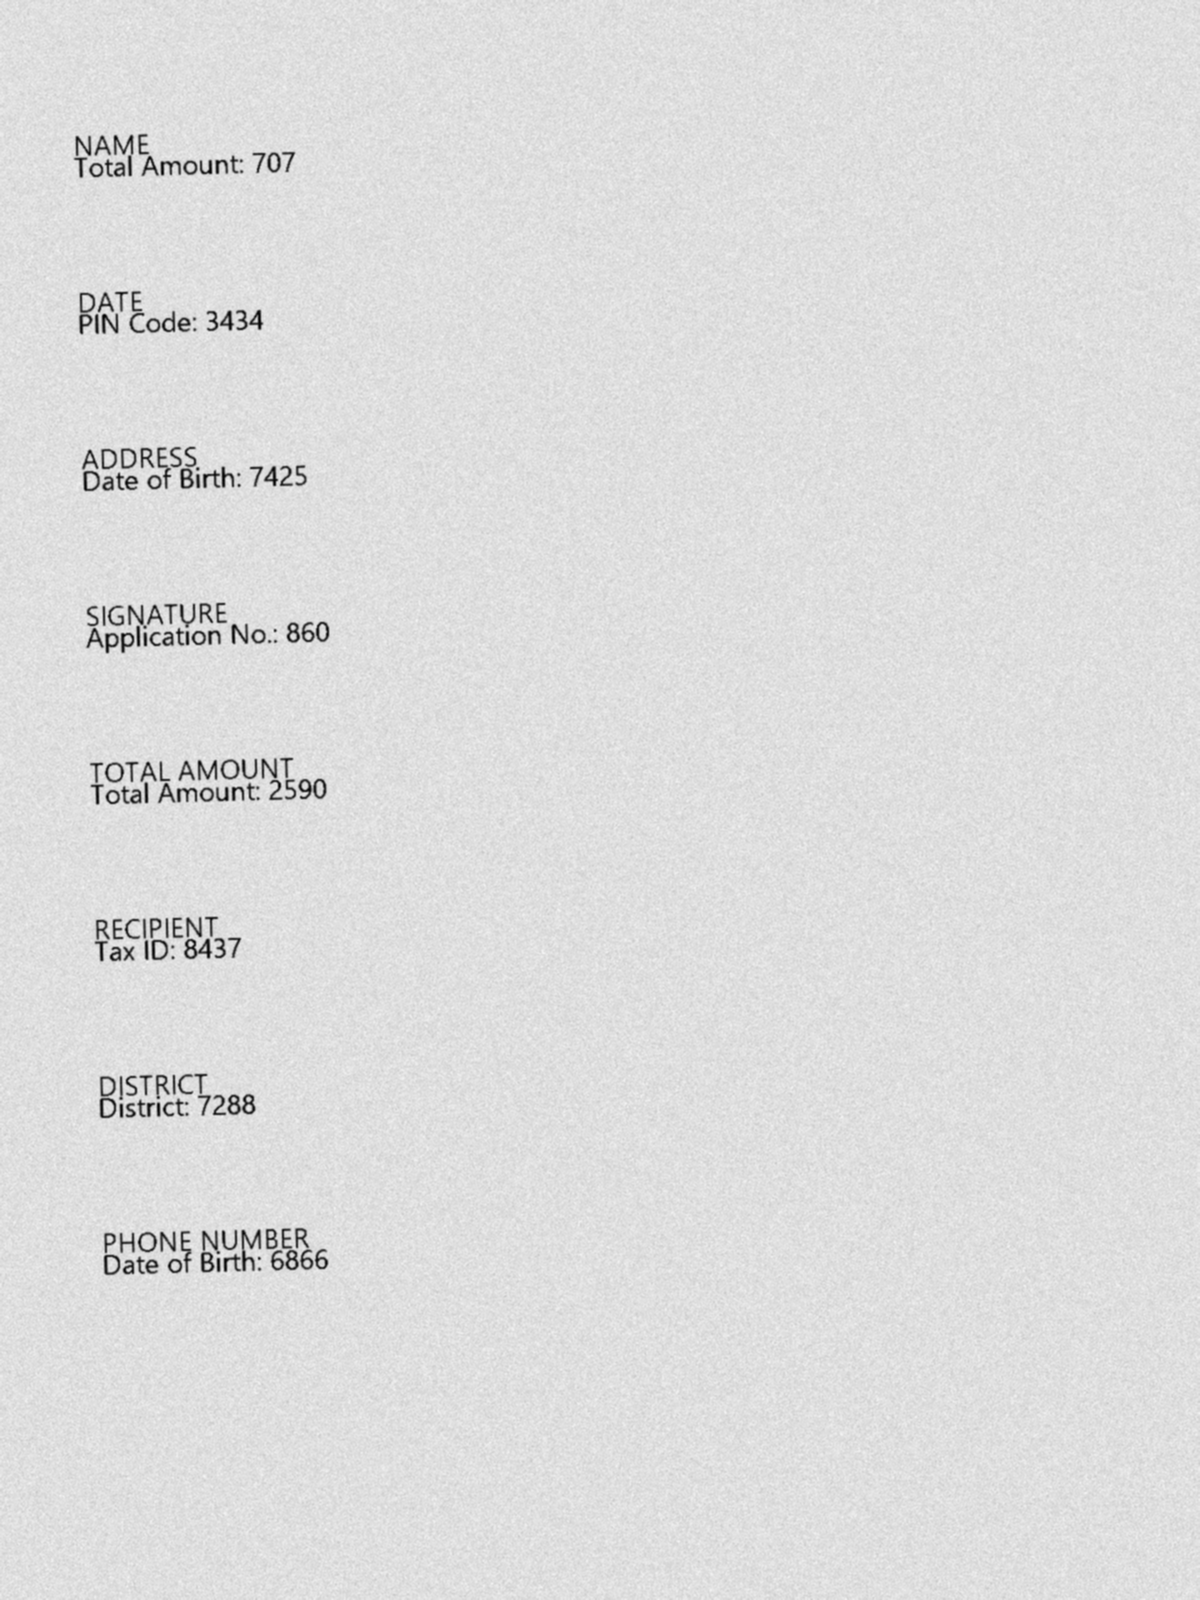 NAME
Total Amount: 707
DATE
PIN Code: 3434
ADDRESS
Date of Birth: 7425
SIGNATURE
Application No.: 860
TOTAL AMOUNT
Total Amount: 2590
RECIPIENT
Tax ID: 8437
DISTRICT
District: 7288
PHONE NUMBER
Date of Birth: 6866